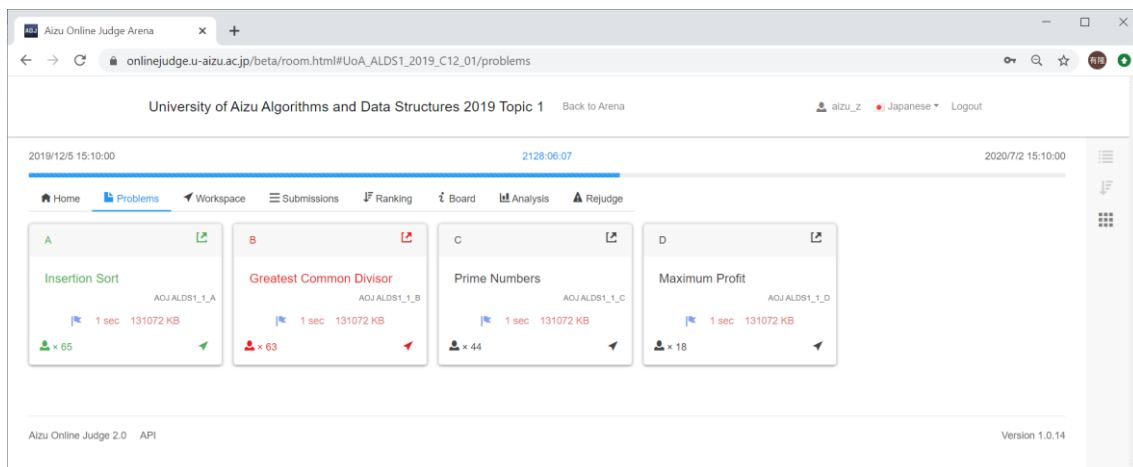 AOJ Aizu Online Judge Arena
onlinejudge.u-aizu.ac.jp/beta/room.html#UoA_ALDS1_2019_C12_01/problems
有隆
University of Aizu Algorithms and Data Structures 2019 Topic 1 Back to Arena aizu_z Japanese Logout
2019/12/5 15:10:00 2128:06:07 2020/7/2 15:10:00
Home Problems Workspace Submissions Ranking Board Analysis Rejudge
A B C D
Insertion Sort Greatest Common Divisor Prime Numbers Maximum Profit
AOJ ALDS1_1_A AOJ ALDS1_1_B AOJ ALDS1_1_C AOJ ALDS1_1_D
1 sec 131072 KB 1 sec 131072 KB 1 sec 131072 KB 1 sec 131072 KB
× 65 × 63 × 44 × 18
Aizu Online Judge 2.0 API Version 1.0.14